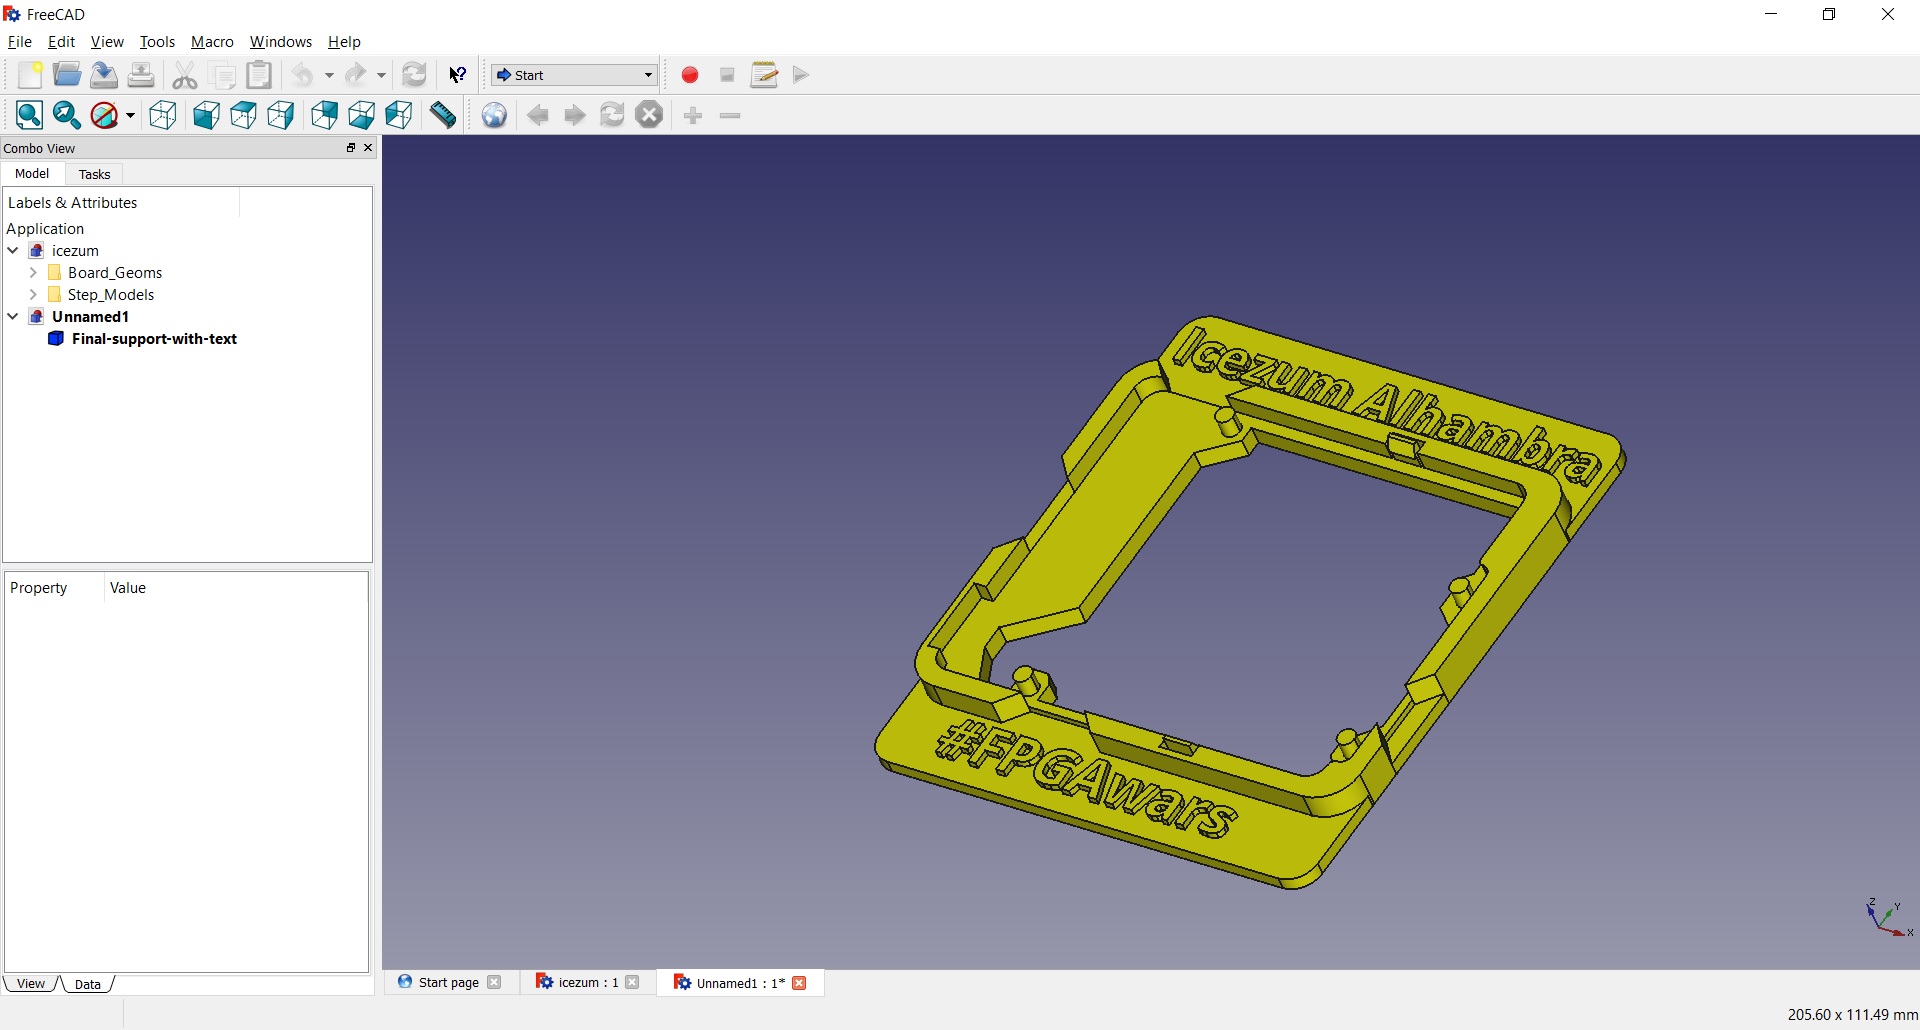 FreeCAD
File Edit View Tools Macro Windows Help
Start
Combo View
Model Tasks
Labels & Attributes
Application
icezum
Board_Geoms
Step_Models
Unnamed1
Final-support-with-text
Property Value
View Data
Icezum Alhambra
#FPGAwars
Z Y X
Start page icezum : 1 Unnamed1 : 1*
205.60 x 111.49 mm